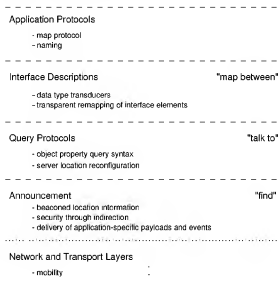 Application Protocols
- map protocol
- naming
Interface Descriptions "map between"
- data type transducers
- transparent remapping of interface elements
Query Protocols "talk to"
- object property query syntax
- server location reconfiguration
Announcement "find"
- beaconed location information
- security through indirection
- delivery of application-specific payloads and events
Network and Transport Layers
- mobility